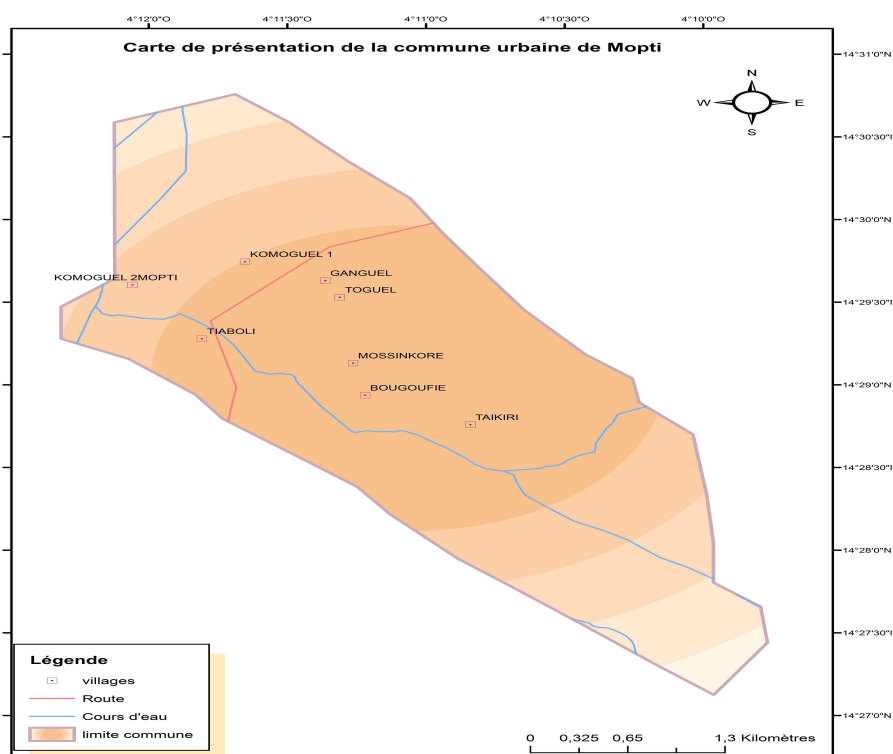 4°12'0"
4°11'30"
4°11'0"
4°10'30"
4°10'0"
Carte de présentation de la commune urbaine de Mopti
14°31'0"N
N
W
E
S
14°30'30"
14°30'0"N
KOMOGUEL 1
KOMOGUEL 2MOPTI
GANGUEL
TOGUEL
14°29'30"
TIABOLI
MOSSINKORE
14°29'0"N
BOUGOUFIE
TAIKIRI
14°28'30"
14°28'0"N
14°27'30"
14°27'0"N
Légende
villages
Route
Cours d'eau
limite commune
0 0,325 0,65 1,3 Kilomètres